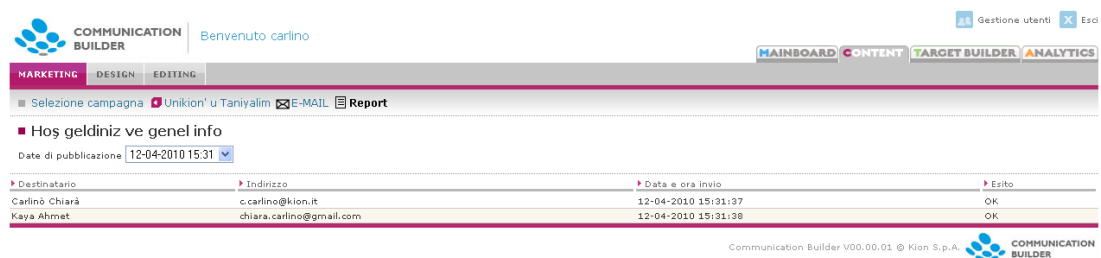 Gestione utenti X Esci
COMMUNICATION
BUILDER
Benvenuto carlino
MAINBOARD CONTENT TARGET BUILDER ANALYTICS
MARKETING DESIGN EDITING
Selezione campagna Unikion' u Taniyalim E-MAIL Report
Hoş geldiniz ve genel info
Date di pubblicazione 12-04-2010 15:31
Destinatario Indirizzo Data e ora invio Esito
Carlinò Chiarà c.carlino@kion.it 12-04-2010 15:31:37 OK
Kaya Ahmet chiara.carlino@gmail.com 12-04-2010 15:31:38 OK
Communication Builder V00.00.01 @ Kion S.p.A.
COMMUNICATION
BUILDER